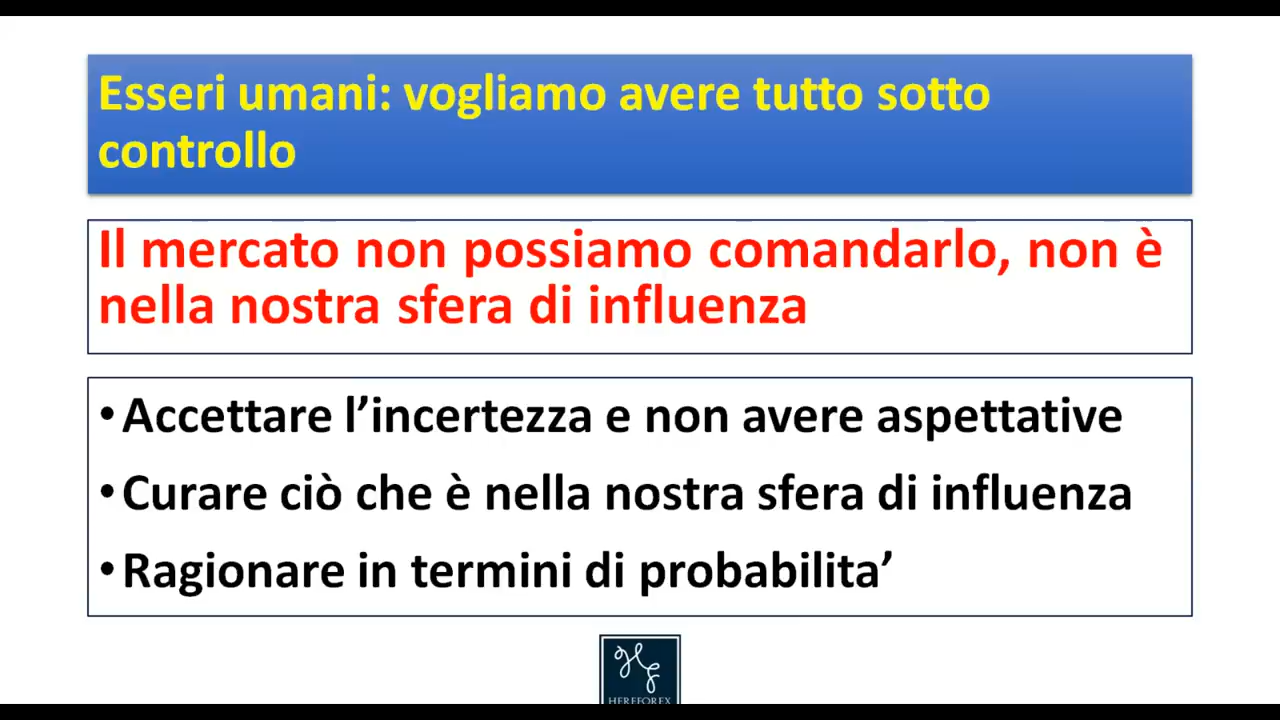 Esseri umani: vogliamo avere tutto sotto
controllo
Il mercato non possiamo comandarlo, non è
nella nostra sfera di influenza
•Accettare l’incertezza e non avere aspettative
•Curare ciò che è nella nostra sfera di influenza
•Ragionare in termini di probabilita’
HEREFOREX